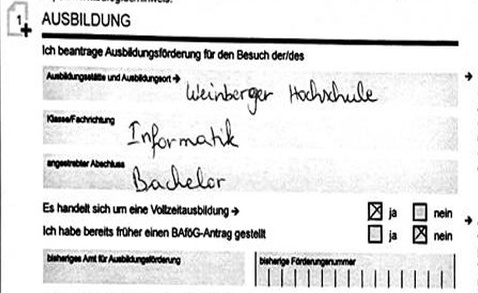 1 AUSBILDUNG
Ich beantrage Ausbildungsförderung für den Besuch der/des
Ausbildungsstätte und Ausbildungsort →
Weinberger Hochschule
Klasse/Fachrichtung
Informatik
angestrebter Abschluss
Bachelor
Es handelt sich um eine Vollzeitausbildung → ☒ ja ☐ nein
Ich habe bereits früher einen BAföG-Antrag gestellt ☐ ja ☒ nein
bisheriges Amt für Ausbildungsförderung bisherige Förderungsnummer